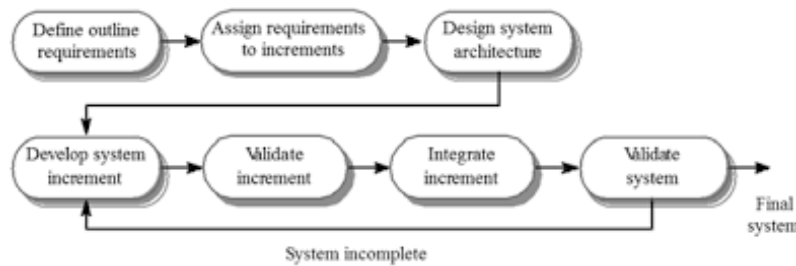 Define outline
requirements
Assign requirements
to increments
Design system
architecture
Develop system
increment
Validate
increment
Integrate
increment
Validate
system
Final
system
System incomplete